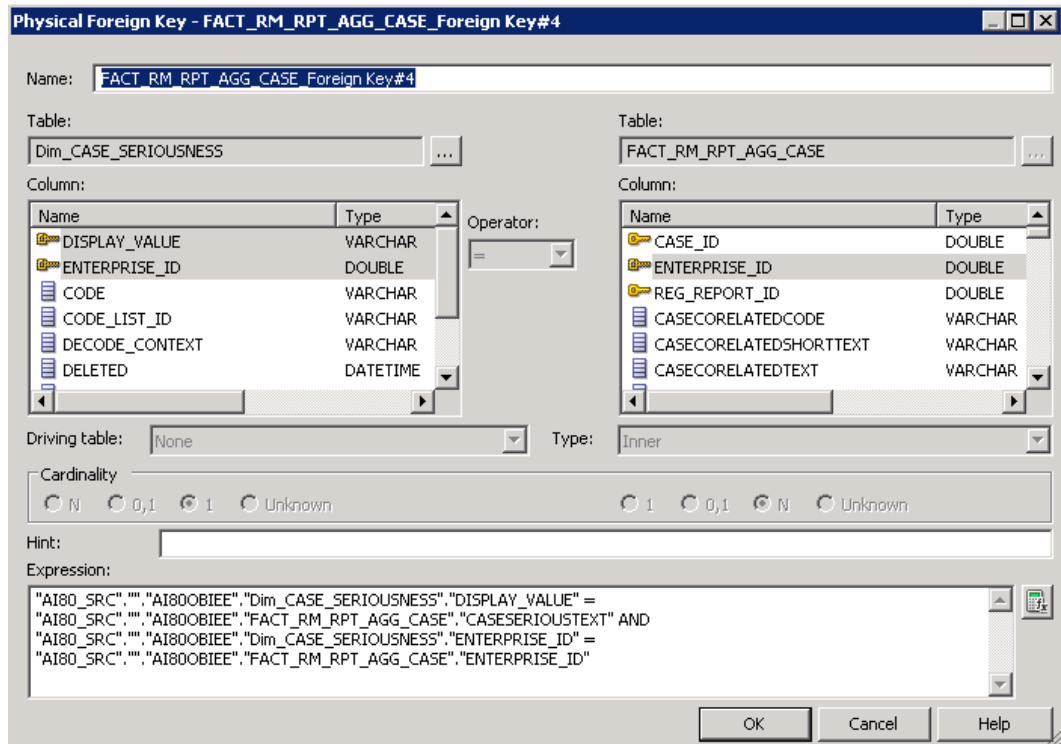 Physical Foreign Key - FACT_RM_RPT_AGG_CASE_Foreign Key#4
Name: FACT_RM_RPT_AGG_CASE_Foreign Key#4
Table: Table:
Dim_CASE_SERIOUSNESS ... FACT_RM_RPT_AGG_CASE ...
Column: Column:
Name Type Operator: Name Type
DISPLAY_VALUE VARCHAR CASE_ID DOUBLE
ENTERPRISE_ID DOUBLE = ENTERPRISE_ID DOUBLE
CODE VARCHAR REG_REPORT_ID DOUBLE
CODE_LIST_ID VARCHAR CASECORELATEDCODE VARCHAR
DECODE_CONTEXT VARCHAR CASECORELATEDSHORTTEXT VARCHAR
DELETED DATETIME CASECORELATEDTEXT VARCHAR
Driving table: None Type: Inner
Cardinality
N 0,1 1 Unknown 1 0,1 N Unknown
Hint:
Expression:
"AI80_SRC"."".""AI80OBIEE"."Dim_CASE_SERIOUSNESS"."DISPLAY_VALUE" =
"AI80_SRC".""."AI80OBIEE"."FACT_RM_RPT_AGG_CASE"."CASESERIOUSTEXT" AND
"AI80_SRC".""."AI80OBIEE"."Dim_CASE_SERIOUSNESS"."ENTERPRISE_ID" =
"AI80_SRC".""."AI80OBIEE"."FACT_RM_RPT_AGG_CASE"."ENTERPRISE_ID"
OK Cancel Help